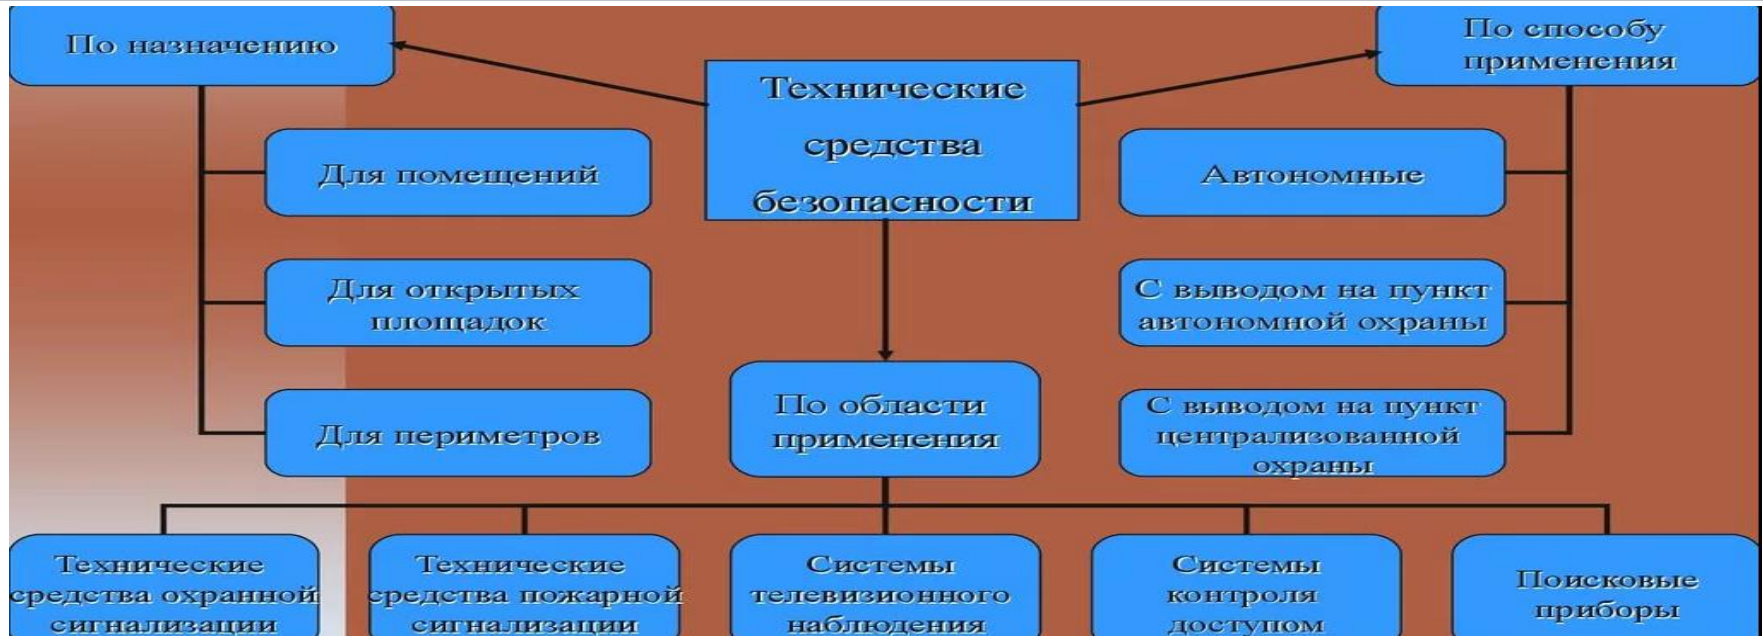 По назначению
Для помещений
Для открытых
площадок
Для периметров
Технические
средства
безопасности
По способу
применения
Автономные
С выводом на пункт
автономной охраны
С выводом на пункт
централизованной
охраны
По области
применения
Технические
средства охранной
сигнализации
Технические
средства пожарной
сигнализации
Системы
телевизионного
наблюдения
Системы
контроля
доступом
Поисковые
приборы